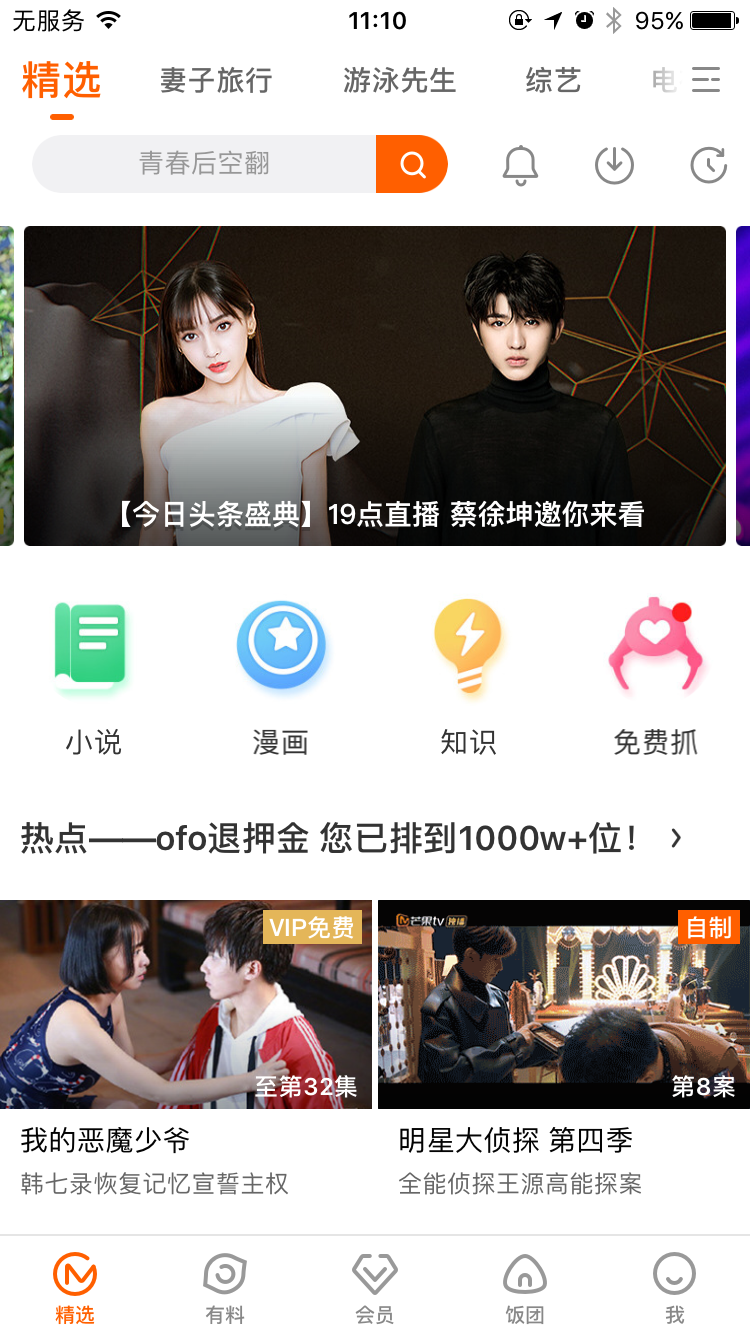 无服务
11:10
95%
精选
妻子旅行
游泳先生
综艺
电
青春后空翻
【今日头条盛典】19点直播 蔡徐坤邀你来看
小说
漫画
知识
免费抓
热点——ofo退押金 您已排到1000w+位！
VIP免费
至第32集
芒果tv 独播
自制
第8案
我的恶魔少爷
明星大侦探 第四季
韩七录恢复记忆宣誓主权
全能侦探王源高能探案
精选
有料
会员
饭团
我